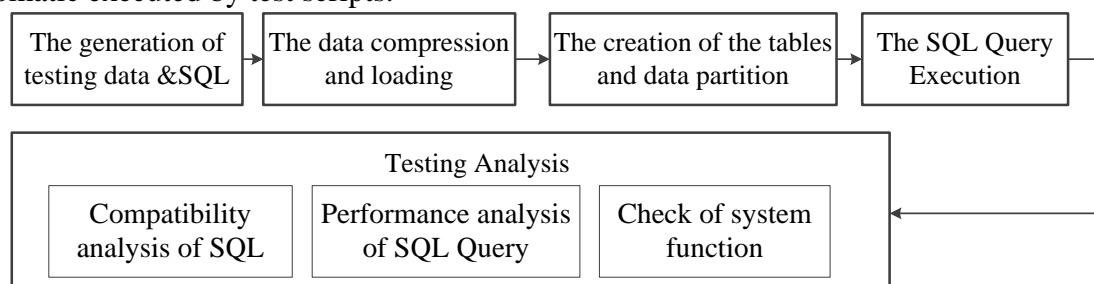 omatic executed by test scripts.
The generation of
testing data &SQL
The data compression
and loading
The creation of the tables
and data partition
The SQL Query
Execution
Testing Analysis
Compatibility
analysis of SQL
Performance analysis
of SQL Query
Check of system
function